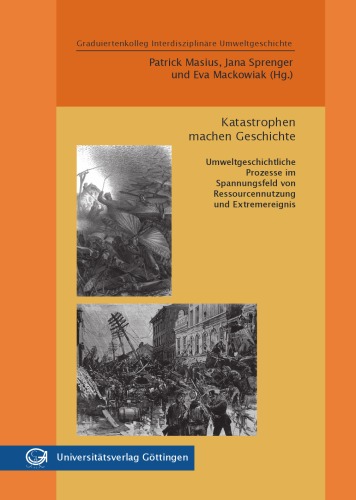 Graduiertenkolleg Interdisziplinäre Umweltgeschichte
Patrick Masius, Jana Sprenger
und Eva Mackowiak (Hg.)
Katastrophen
machen Geschichte
Umweltgeschichtliche
Prozesse im
Spannungsfeld von
Ressourcennutzung
und Extremereignis
Universitätsverlag Göttingen